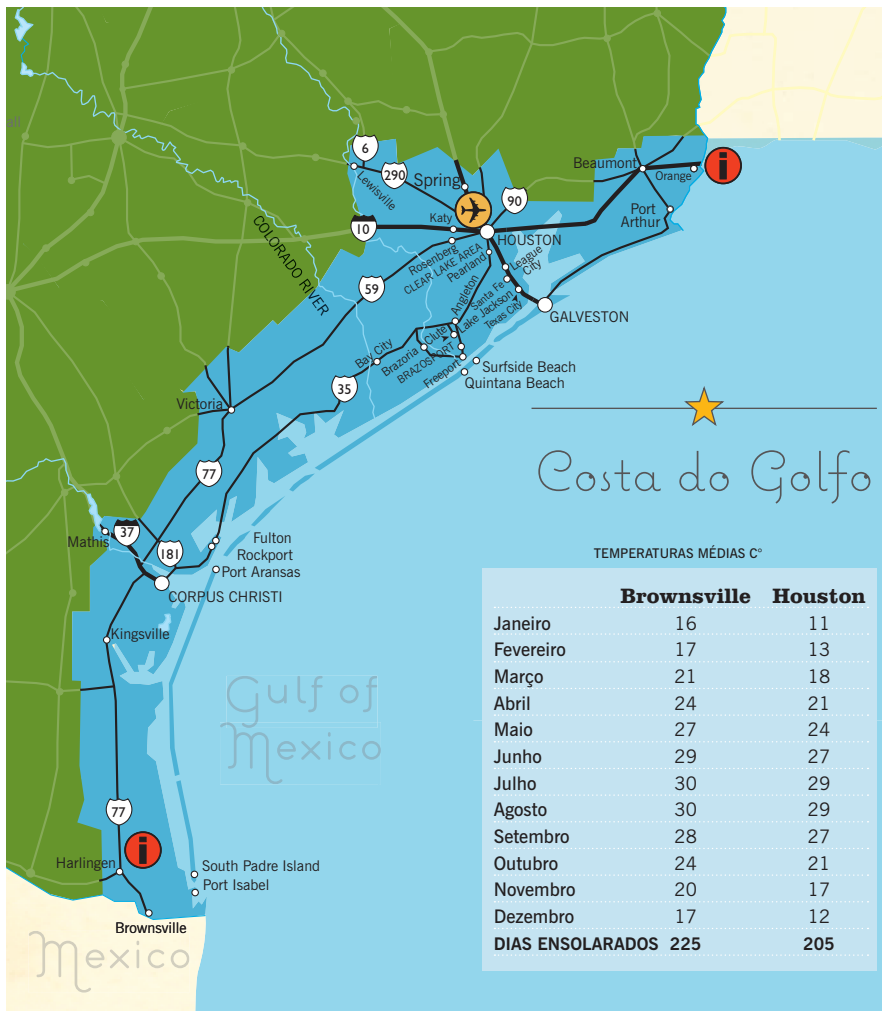 all
6
290
Lewisville
Spring
90
Beaumont
Orange
i
Port
Arthur
10
Katy
HOUSTON
COLORADO RIVER
Rosenberg
CLEAR LAKE AREA
Pearland
League
City
59
Santa Fe
Angleton
Lake Jackson
Texas City
GALVESTON
Clute
Bay City
Brazoria
BRAZOSPORT
Freeport
Surfside Beach
Quintana Beach
35
Victoria
Costa do Golfo
77
37
Mathis
181
Fulton
Rockport
Port Aransas
CORPUS CHRISTI
Kingsville
Gulf of
Mexico
77
i
Harlingen
South Padre Island
Port Isabel
Brownsville
Mexico
TEMPERATURAS MÉDIAS C°
Brownsville Houston
Janeiro 16 11
Fevereiro 17 13
Março 21 18
Abril 24 21
Maio 27 24
Junho 29 27
Julho 30 29
Agosto 30 29
Setembro 28 27
Outubro 24 21
Novembro 20 17
Dezembro 17 12
DIAS ENSOLARADOS 225 205